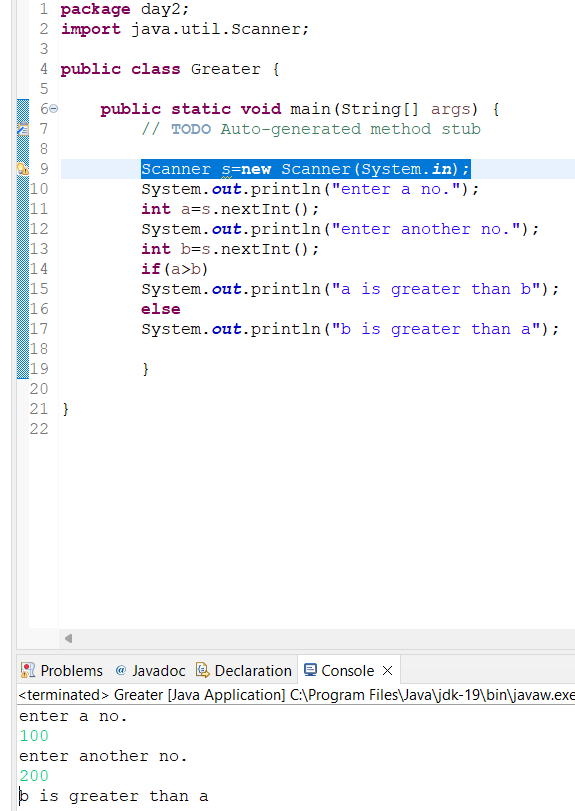 1 package day2;
2 import java.util.Scanner;
3
4 public class Greater {
5
6 public static void main(String[] args) {
7 // TODO Auto-generated method stub
8
9 Scanner s=new Scanner(System.in);
10 System.out.println("enter a no.");
11 int a=s.nextInt();
12 System.out.println("enter another no.");
13 int b=s.nextInt();
14 if(a>b)
15 System.out.println("a is greater than b");
16 else
17 System.out.println("b is greater than a");
18
19 }
20
21 }
22
Problems @ Javadoc Declaration Console
<terminated> Greater [Java Application] C:\Program Files\Java\jdk-19\bin\javaw.exe
enter a no.
100
enter another no.
200
b is greater than a